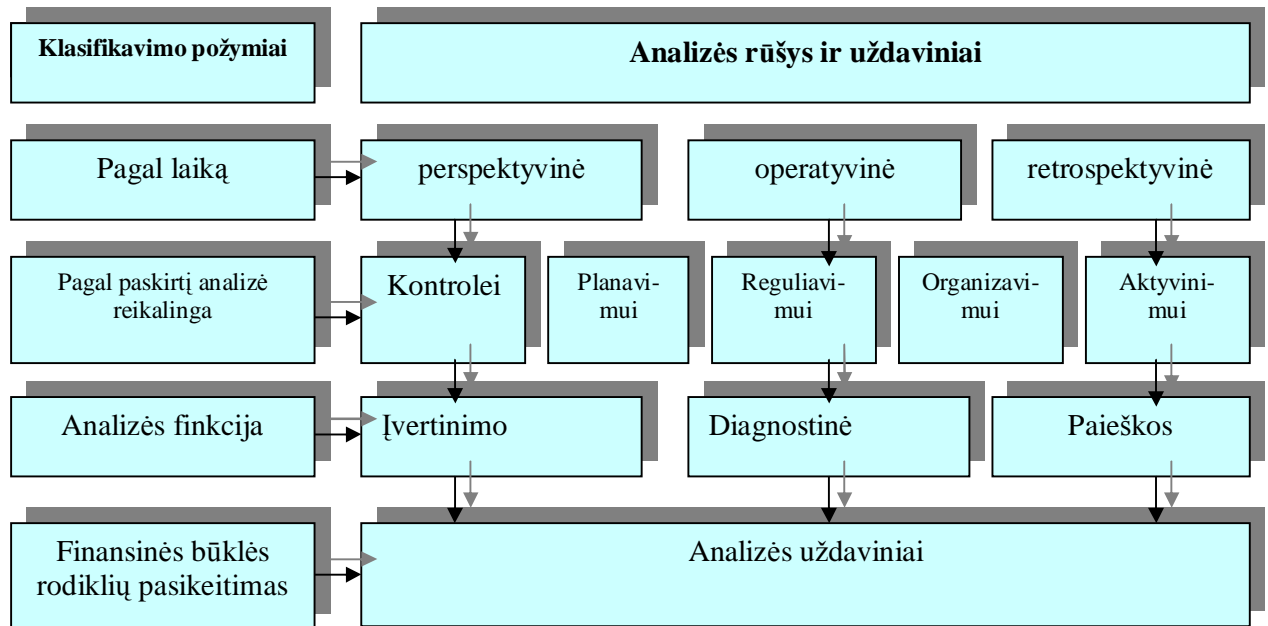 Klasifikavimo požymiai
Analizės rūšys ir uždaviniai
Pagal laiką
perspektyvinė
operatyvinė
retrospektyvinė
Pagal paskirtį analizė
reikalinga
Kontrolei
Planavi-
mui
Reguliavi-
mui
Organizavi-
mui
Aktyvini-
mui
Analizės finkcija
Įvertinimo
Diagnostinė
Paieškos
Finansinės būklės
rodiklių pasikeitimas
Analizės uždaviniai